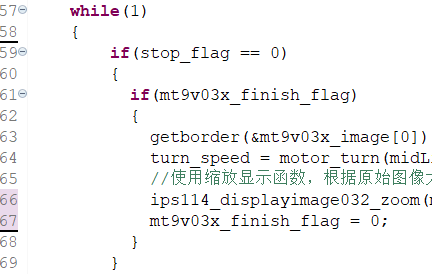 57 while(1)
58 {
59 if(stop_flag == 0)
60 {
61 if(mt9v03x_finish_flag)
62 {
63 getborder(&mt9v03x_image[0])
64 turn_speed = motor_turn(midL
65 //使用缩放显示函数，根据原始图像
66 ips114_displayimage032_zoom(
67 mt9v03x_finish_flag = 0;
68 }
69 }